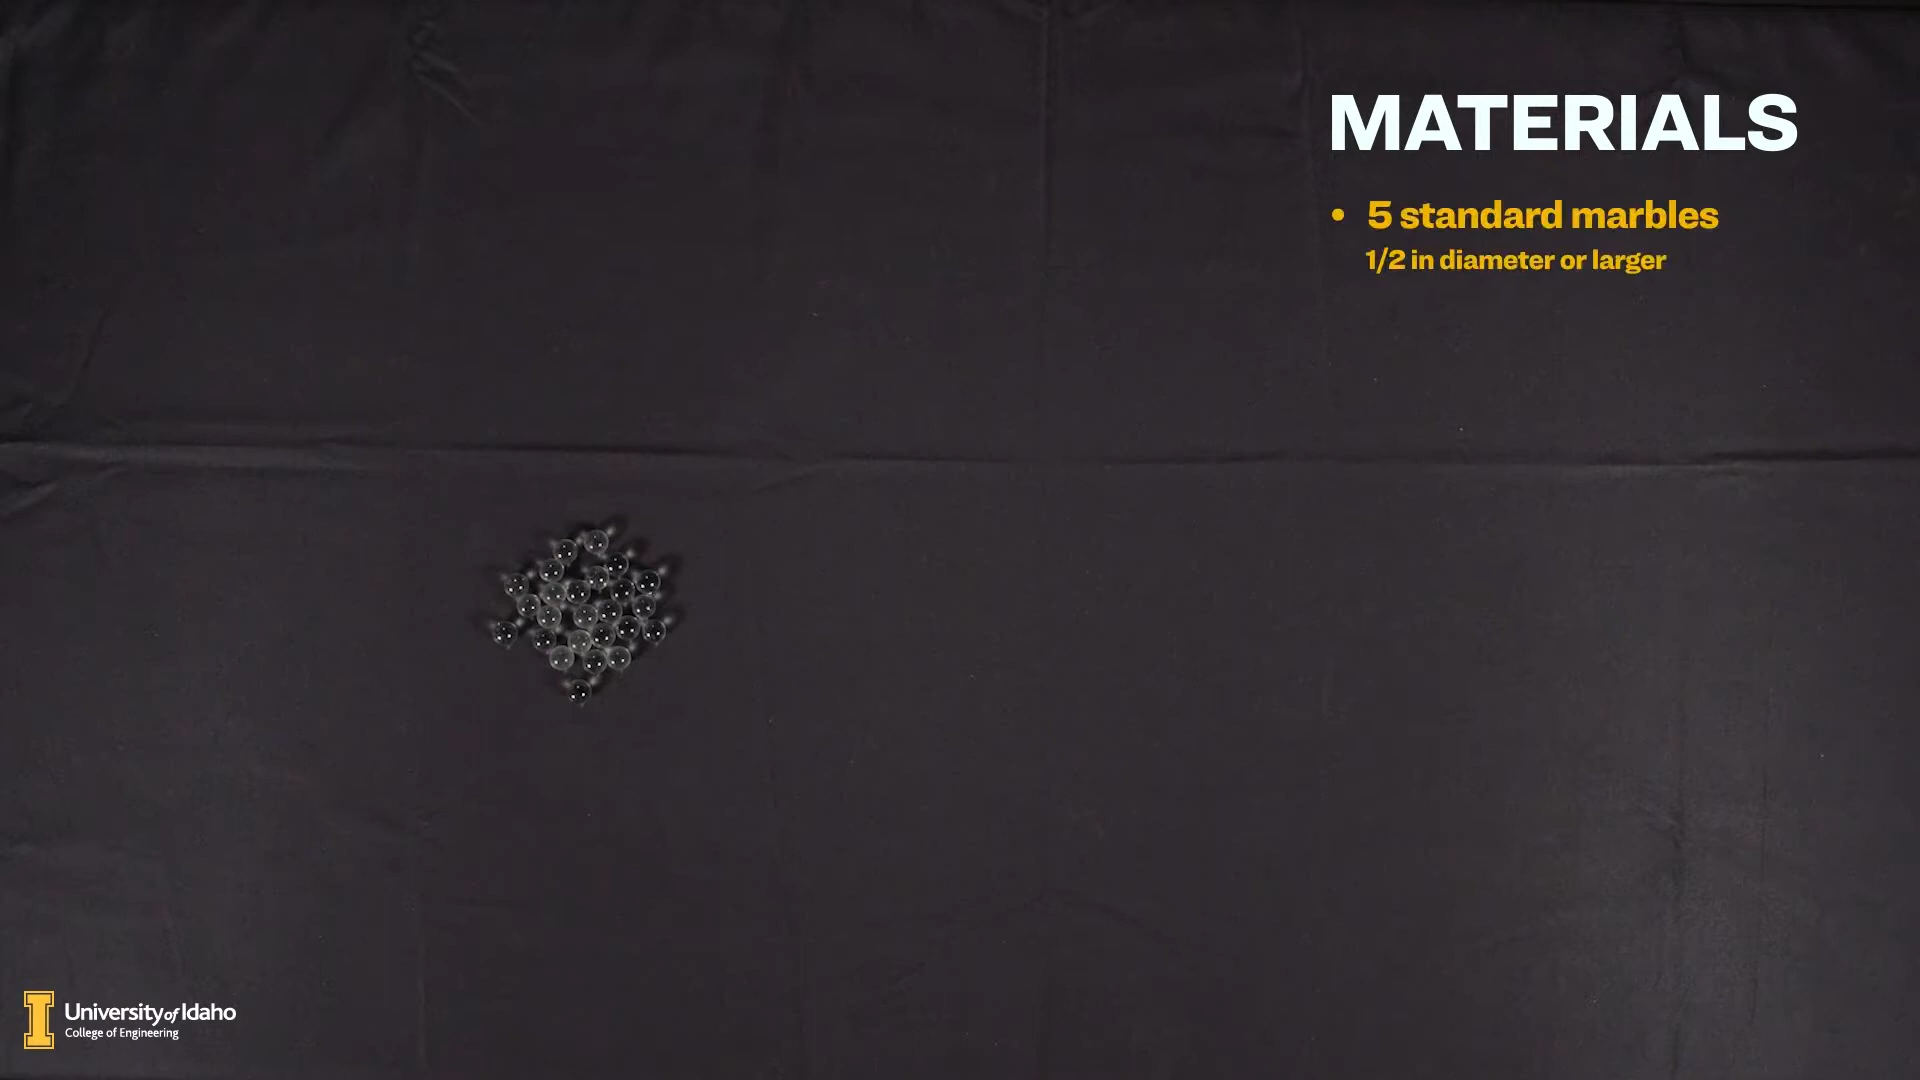 MATERIALS
• 5 standard marbles
1/2 in diameter or larger
University of Idaho
College of Engineering